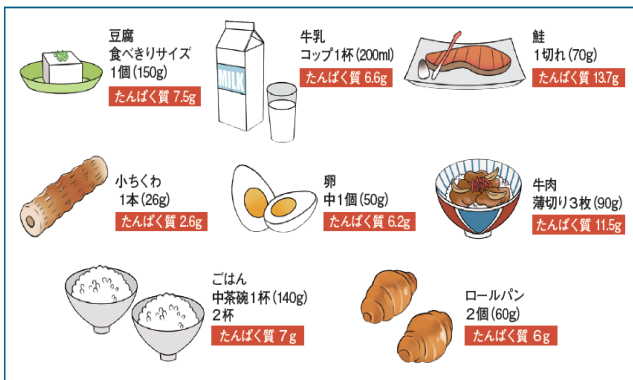 豆腐
食べきりサイズ
1個(150g)
たんぱく質 7.5g
MILK
牛乳
コップ1杯(200ml)
たんぱく質 6.6g
鮭
1切れ(70g)
たんぱく質 13.7g
小ちくわ
1本(26g)
たんぱく質 2.6g
卵
中1個(50g)
たんぱく質 6.2g
牛肉
薄切り3枚(90g)
たんぱく質 11.5g
ごはん
中茶碗1杯(140g)
2杯
たんぱく質 7g
ロールパン
2個(60g)
たんぱく質 6g